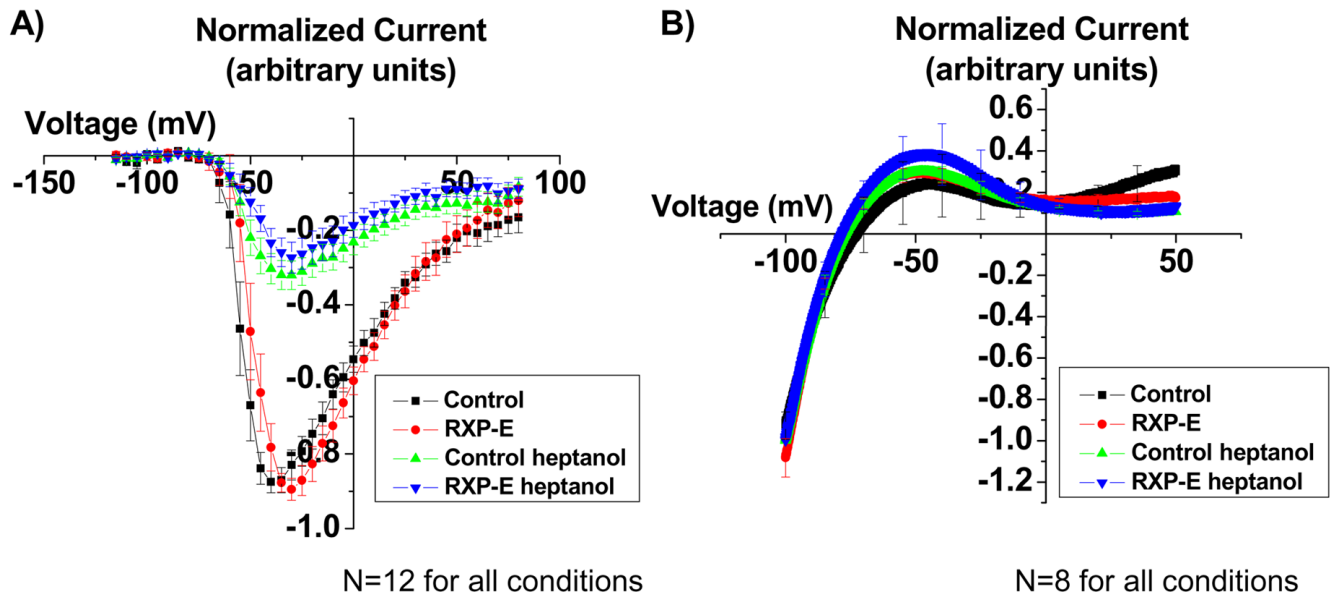 A)
Normalized Current
(arbitrary units)
Voltage (mV)
-150 -100 -50 50 100
-0.2
-0.4
-0.6
-0.8
-1.0
Control
RXP-E
Control heptanol
RXP-E heptanol
N=12 for all conditions
B)
Normalized Current
(arbitrary units)
0.6
0.4
0.2
Voltage (mV)
-100 -50 50
-0.2
-0.4
-0.6
-0.8
-1.0
-1.2
Control
RXP-E
Control heptanol
RXP-E heptanol
N=8 for all conditions